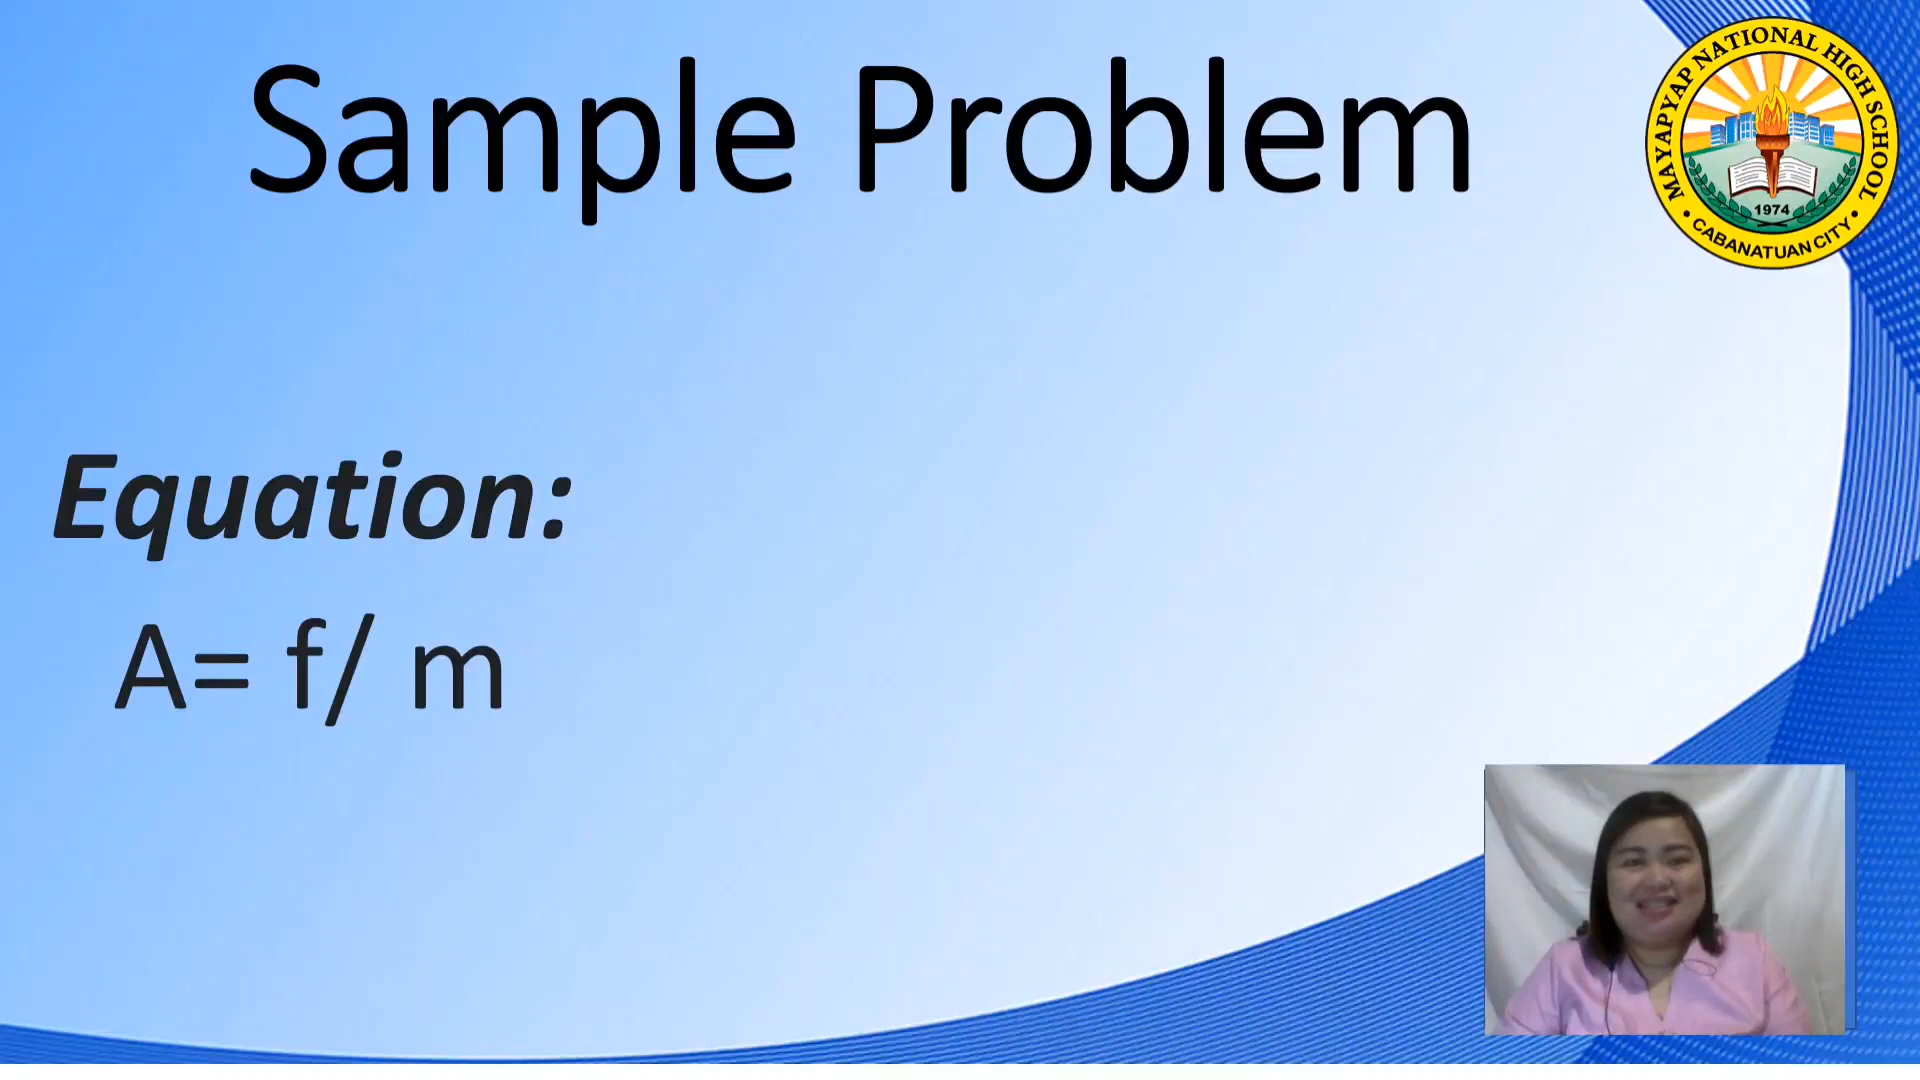 Sample Problem
MAYAPYAP NATIONAL HIGH SCHOOL
1974
• CABANATUAN CITY •
Equation:
A= f/ m